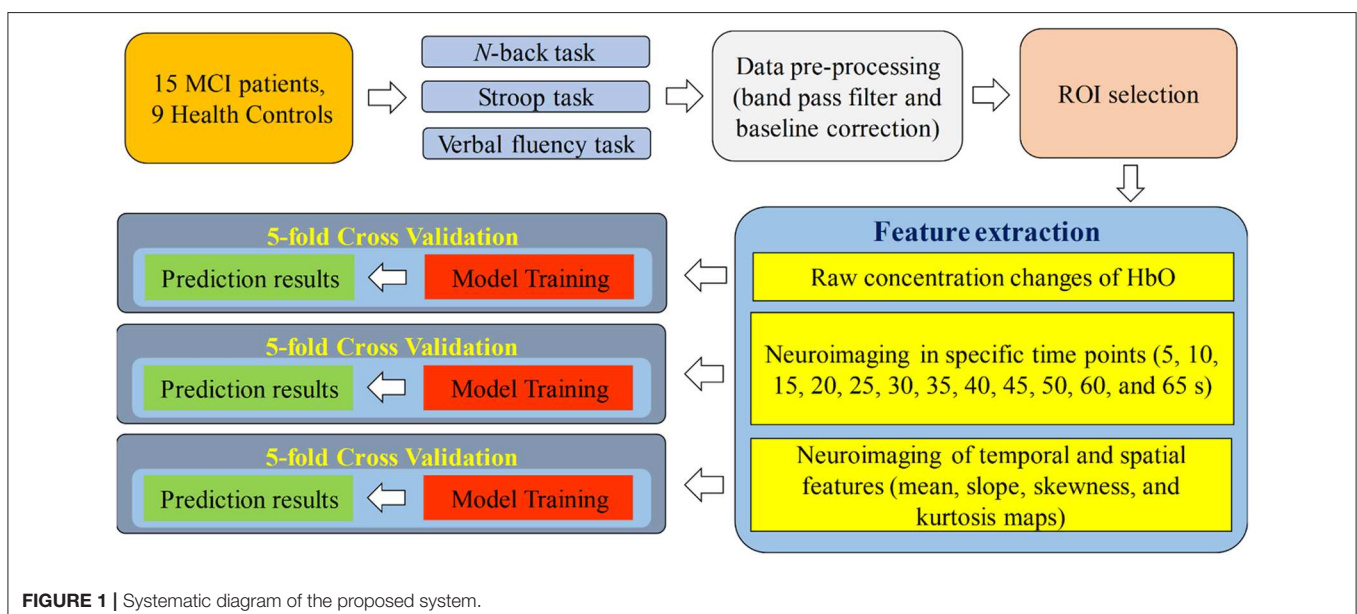 15 MCI patients,
9 Health Controls
N-back task
Stroop task
Verbal fluency task
Data pre-processing
(band pass filter and
baseline correction)
ROI selection
Feature extraction
Raw concentration changes of HbO
Neuroimaging in specific time points (5, 10,
15, 20, 25, 30, 35, 40, 45, 50, 60, and 65 s)
Neuroimaging of temporal and spatial
features (mean, slope, skewness, and
kurtosis maps)
5-fold Cross Validation
Prediction results
Model Training
5-fold Cross Validation
Prediction results
Model Training
5-fold Cross Validation
Prediction results
Model Training
FIGURE 1 | Systematic diagram of the proposed system.